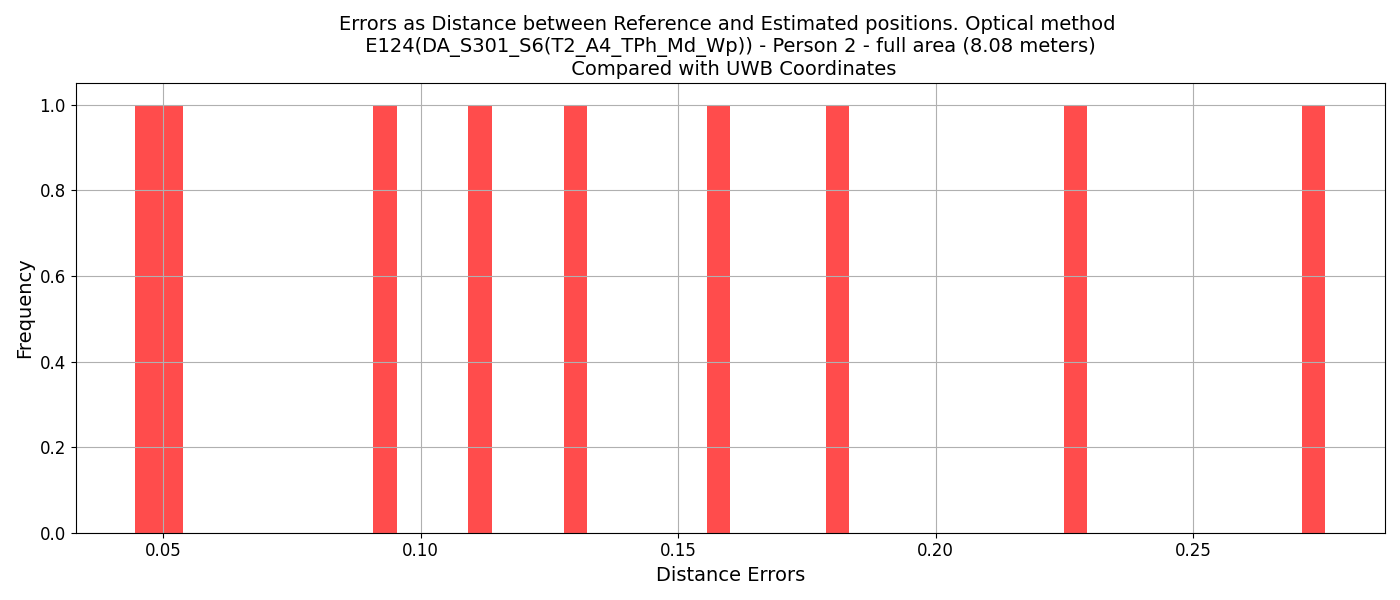 Errors as Distance between Reference and Estimated positions. Optical method
E124(DA_S301_S6(T2_A4_TPh_Md_Wp)) - Person 2 - full area (8.08 meters)
Compared with UWB Coordinates
1.0
0.8
0.6
0.4
0.2
0.0
Frequency
0.05 0.10 0.15 0.20 0.25
Distance Errors